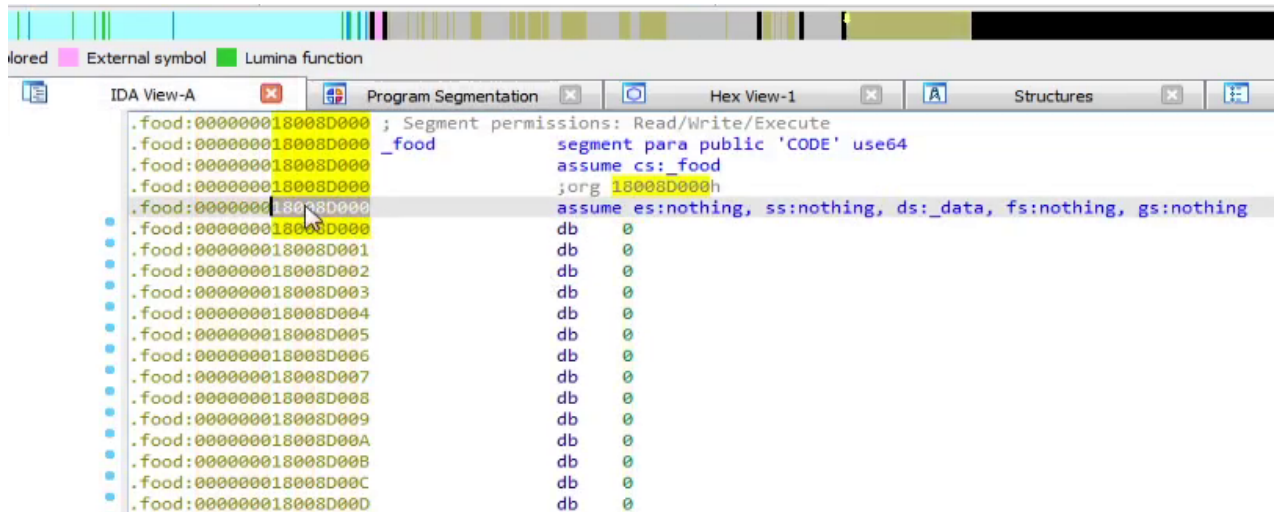 lored External symbol Lumina function
IDA View-A Program Segmentation Hex View-1 Structures
.food:000000018008D000 ; Segment permissions: Read/Write/Execute
.food:000000018008D000 _food segment para public 'CODE' use64
.food:000000018008D000 assume cs:_food
.food:000000018008D000 ;org 18008D000h
.food:000000018008D000 assume es:nothing, ss:nothing, ds:_data, fs:nothing, gs:nothing
.food:000000018008D000 db 0
.food:000000018008D001 db 0
.food:000000018008D002 db 0
.food:000000018008D003 db 0
.food:000000018008D004 db 0
.food:000000018008D005 db 0
.food:000000018008D006 db 0
.food:000000018008D007 db 0
.food:000000018008D008 db 0
.food:000000018008D009 db 0
.food:000000018008D00A db 0
.food:000000018008D00B db 0
.food:000000018008D00C db 0
.food:000000018008D00D db 0